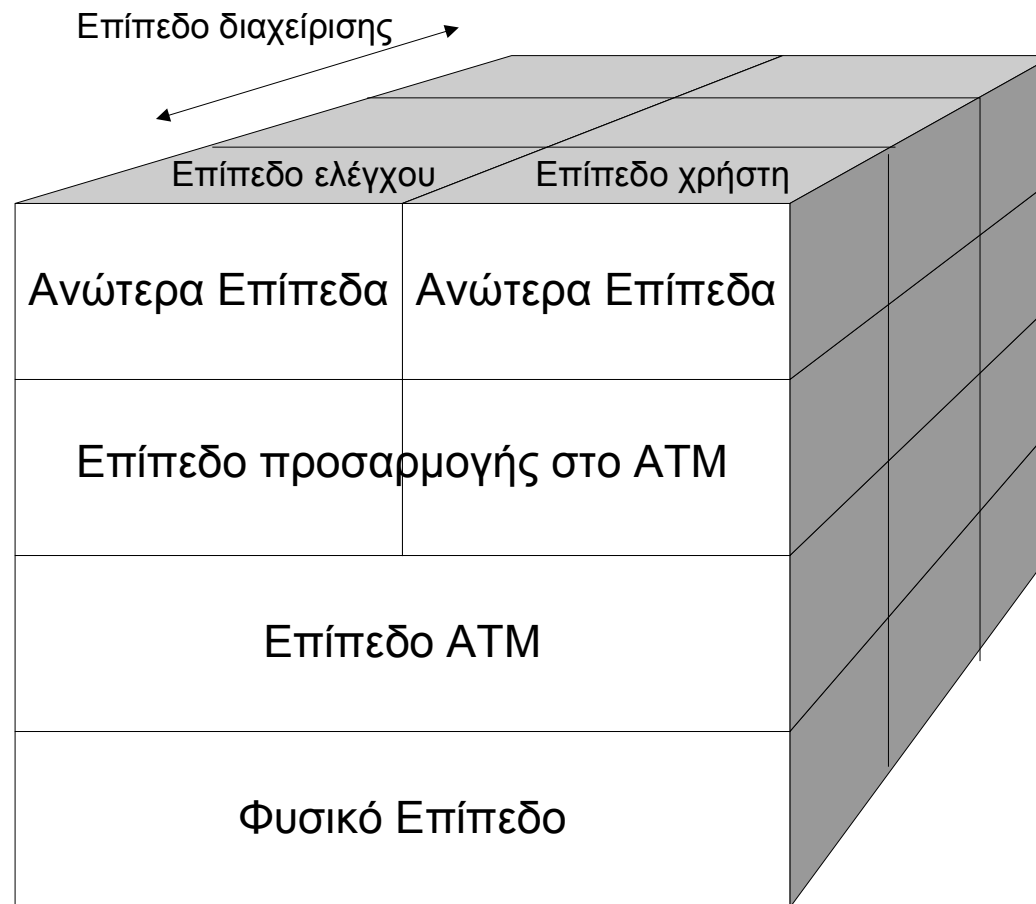 Επίπεδο διαχείρισης
Επίπεδο ελέγχου Επίπεδο χρήστη
Ανώτερα Επίπεδα Ανώτερα Επίπεδα
Επίπεδο προσαρμογής στο ATM
Επίπεδο ATM
Φυσικό Επίπεδο